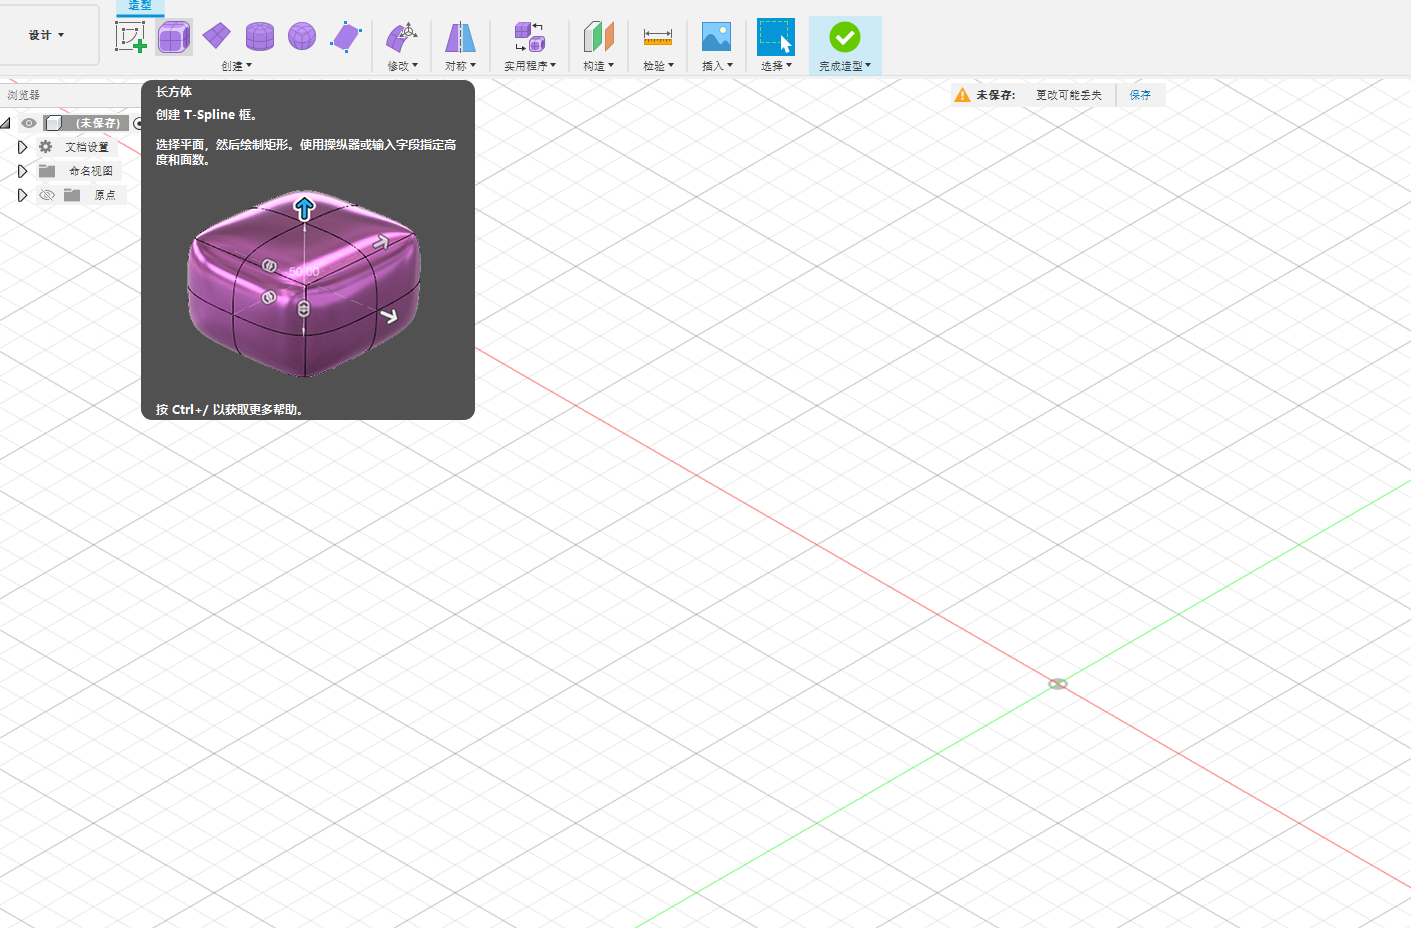 造型
设计
创建
修改
对称
实用程序
构造
检验
插入
选择
完成造型
浏览器
(未保存)
文档设置
命名视图
原点
长方体
创建 T-Spline 框。
选择平面，然后绘制矩形。使用操纵器或输入字段指定高
度和面数。
50.00
按 Ctrl+/ 以获取更多帮助。
未保存: 更改可能丢失 保存